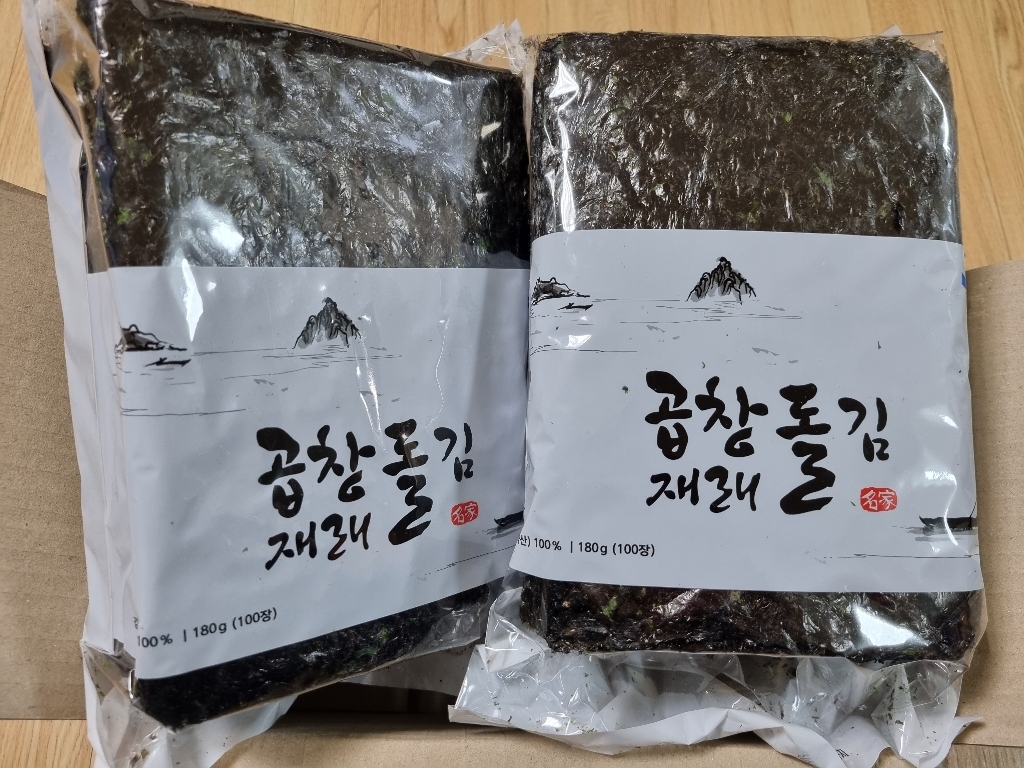 곱창돌김
재래
名家
100% | 180g (100장)
곱창돌김
재래
名家
산) 100% | 180g (100장)